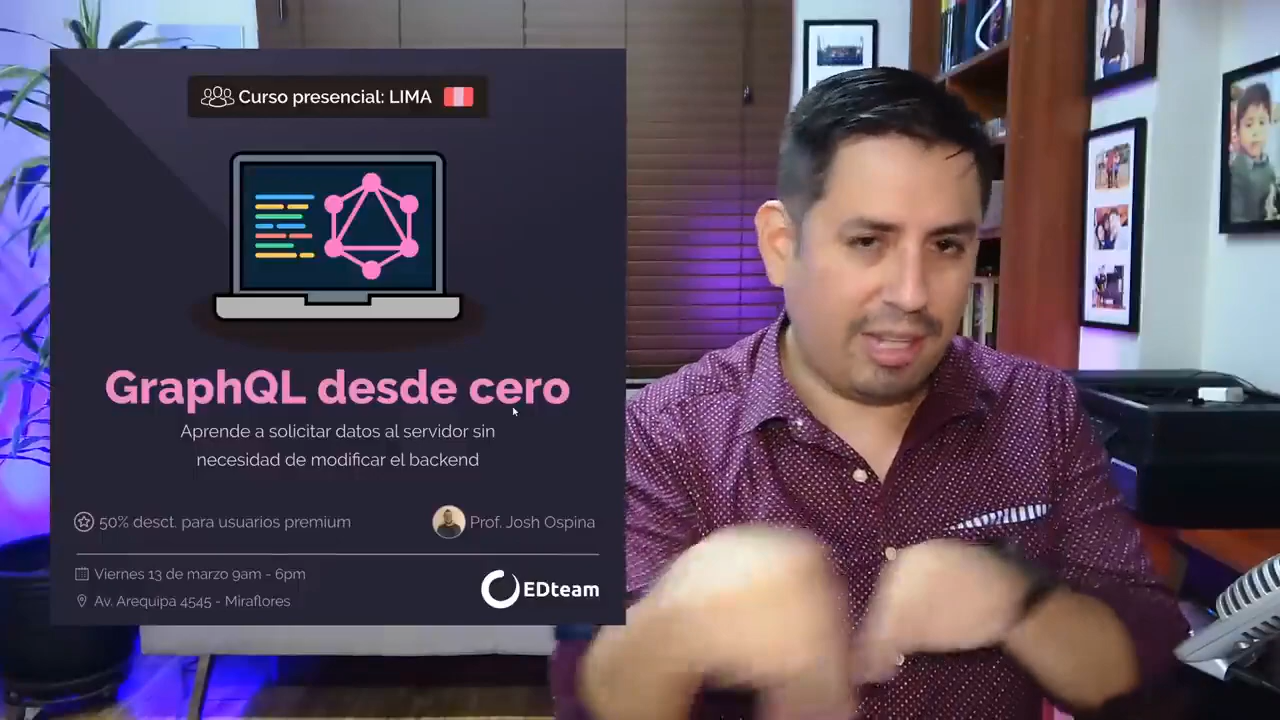 Curso presencial: LIMA
GraphQL desde cero
Aprende a solicitar datos al servidor sin
necesidad de modificar el backend
50% desct. para usuarios premium
Prof. Josh Ospina
Viernes 13 de marzo 9am - 6pm
Av. Arequipa 4545 - Miraflores
EDteam